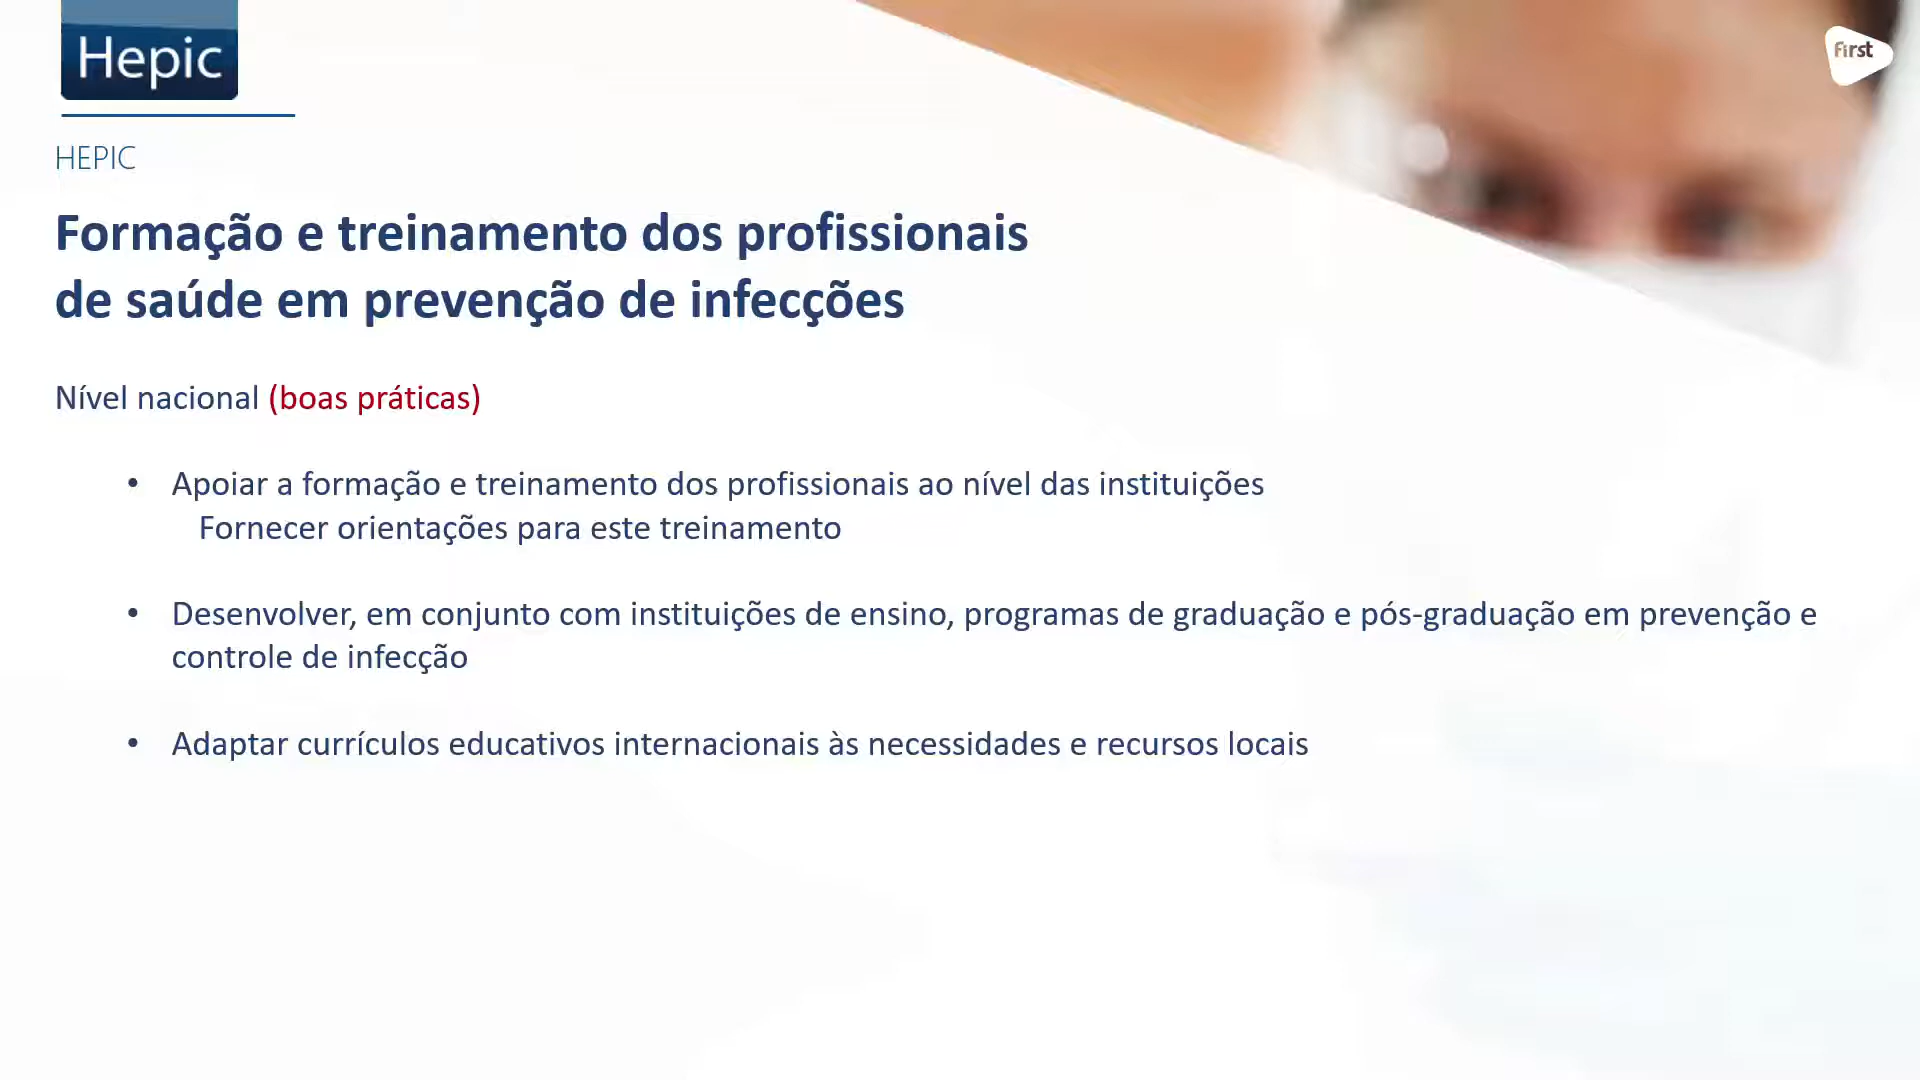 Hepic
first
HEPIC
Formação e treinamento dos profissionais
de saúde em prevenção de infecções
Nível nacional (boas práticas)
• Apoiar a formação e treinamento dos profissionais ao nível das instituições
Fornecer orientações para este treinamento
• Desenvolver, em conjunto com instituições de ensino, programas de graduação e pós-graduação em prevenção e
controle de infecção
• Adaptar currículos educativos internacionais às necessidades e recursos locais